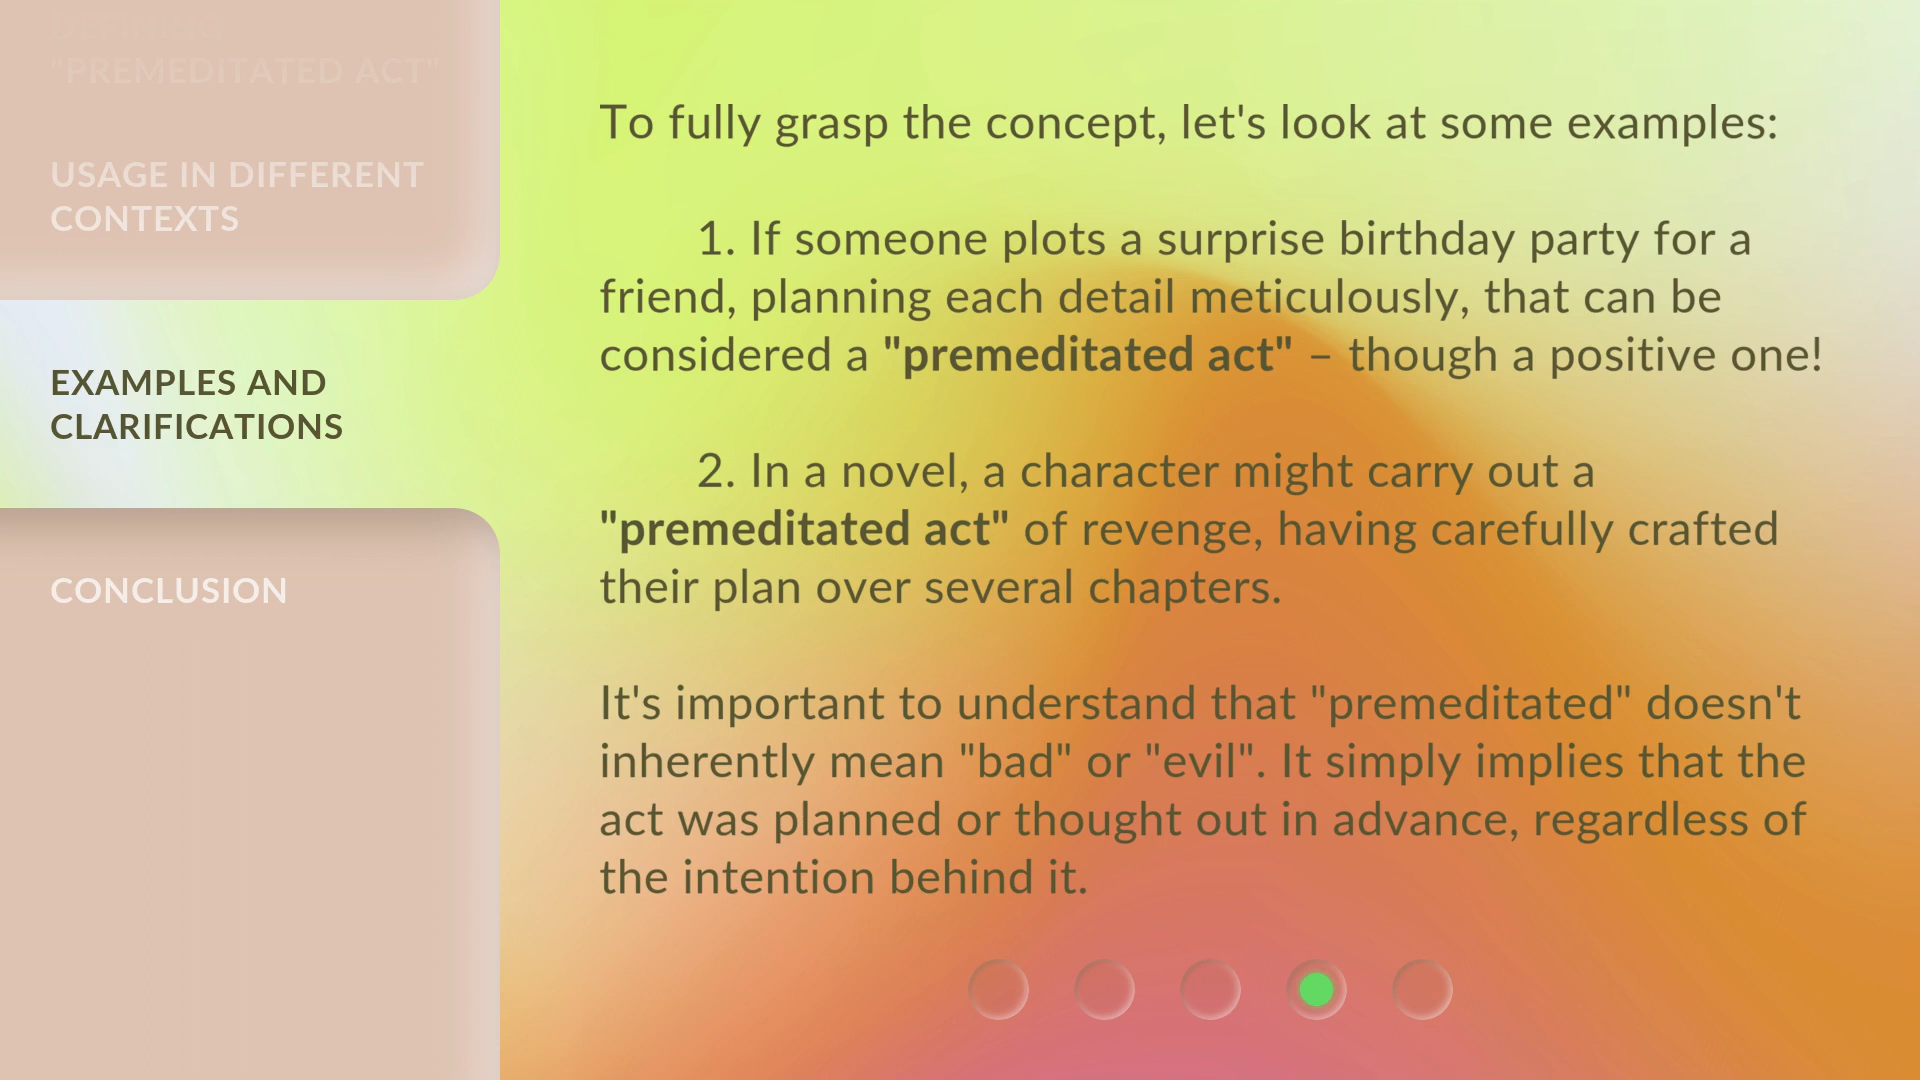 DEFINING
"PREMEDITATED ACT"
USAGE IN DIFFERENT
CONTEXTS
EXAMPLES AND
CLARIFICATIONS
CONCLUSION
To fully grasp the concept, let's look at some examples:
1. If someone plots a surprise birthday party for a
friend, planning each detail meticulously, that can be
considered a "premeditated act" – though a positive one!
2. In a novel, a character might carry out a
"premeditated act" of revenge, having carefully crafted
their plan over several chapters.
It's important to understand that "premeditated" doesn't
inherently mean "bad" or "evil". It simply implies that the
act was planned or thought out in advance, regardless of
the intention behind it.